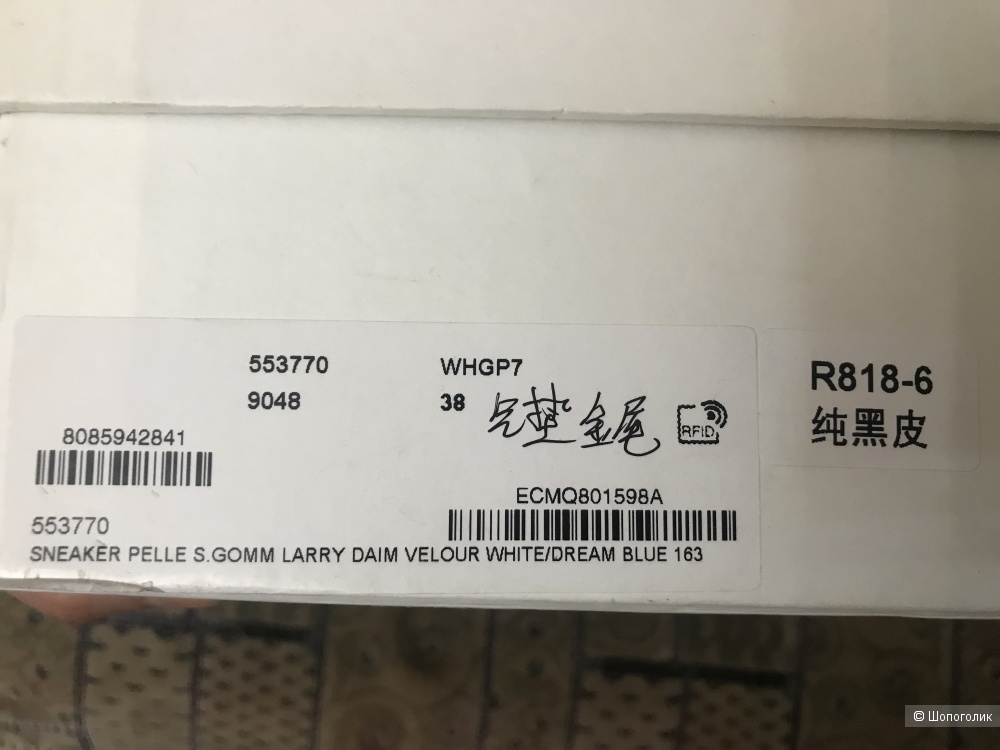 553770 WHGP7
9048 38
RFID
8085942841
ECMQ801598A
553770
SNEAKER PELLE S.GOMM LARRY DAIM VELOUR WHITE/DREAM BLUE 163
R818-6
纯黑皮
© Шопоголик